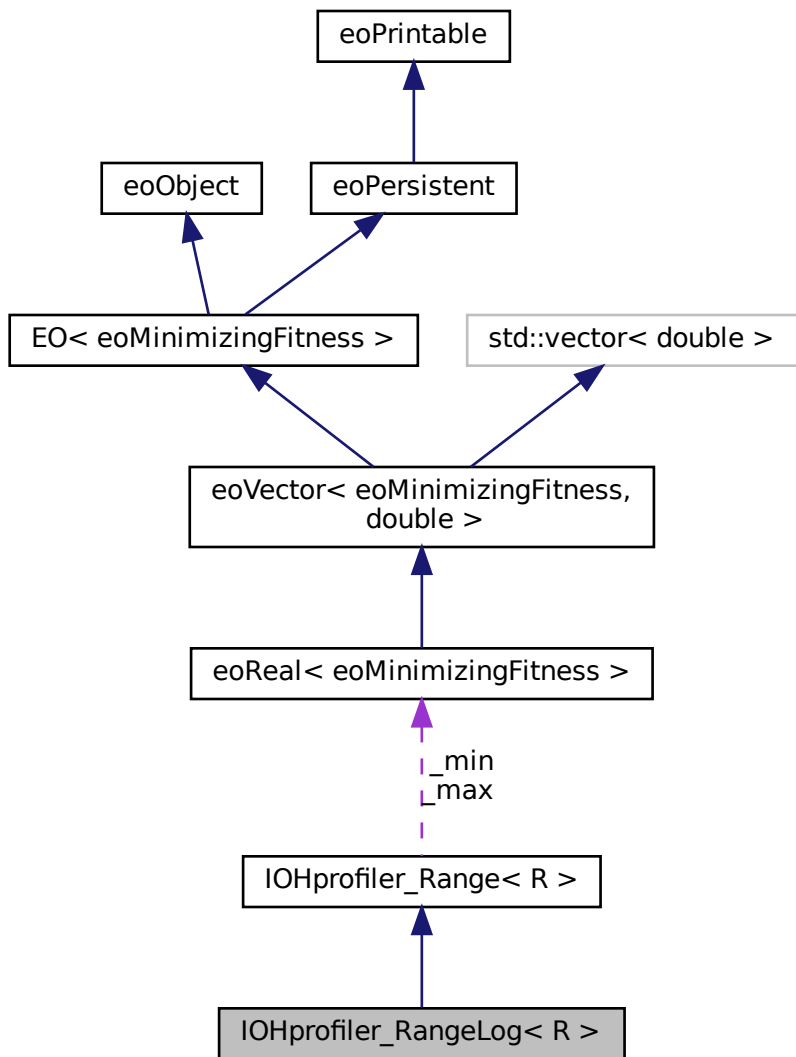 eoPrintable
eoObject
eoPersistent
EO< eoMinimizingFitness >
std::vector< double >
eoVector< eoMinimizingFitness,
double >
eoReal< eoMinimizingFitness >
_min
_max
IOHprofiler_Range< R >
IOHprofiler_RangeLog< R >